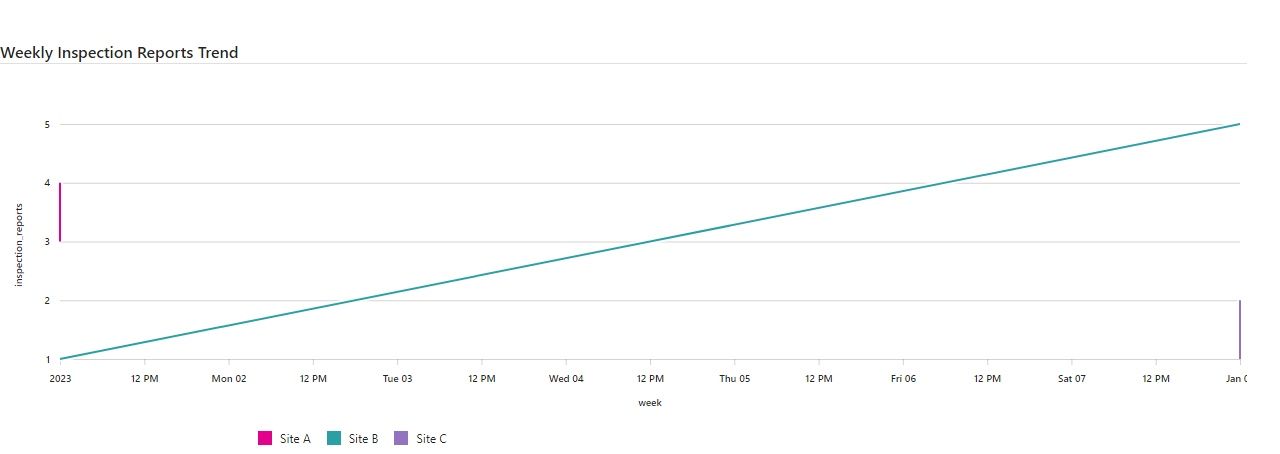 Weekly Inspection Reports Trend
5
4
3
2
1
inspection_reports
2023 12 PM Mon 02 12 PM Tue 03 12 PM Wed 04 12 PM Thu 05 12 PM Fri 06 12 PM Sat 07 12 PM Jan
week
Site A Site B Site C